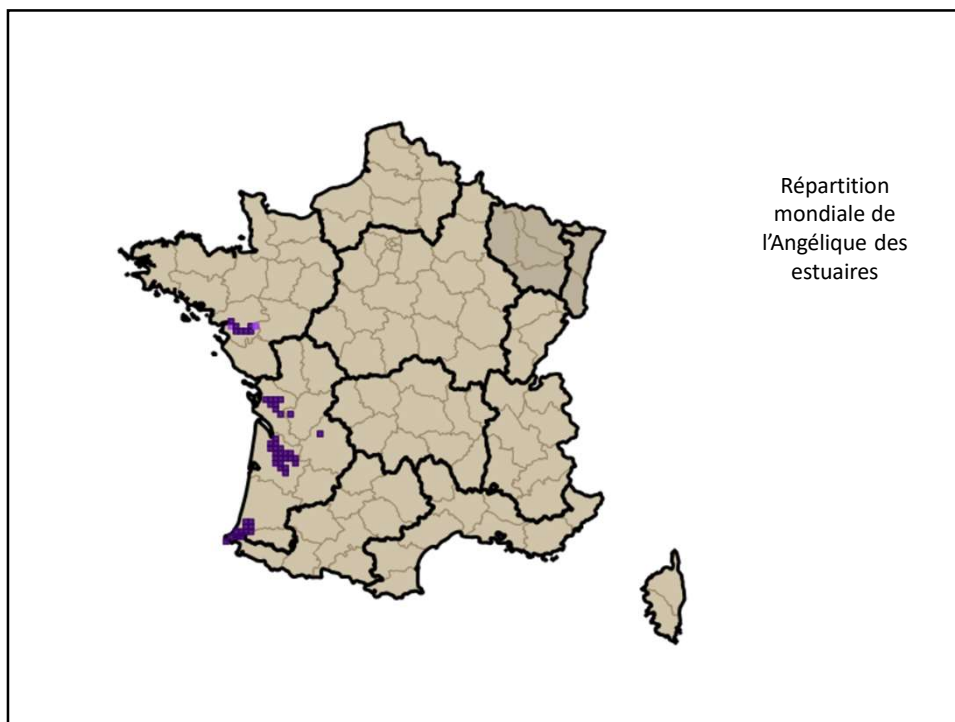 Répartition
mondiale de
l’Angélique des
estuaires